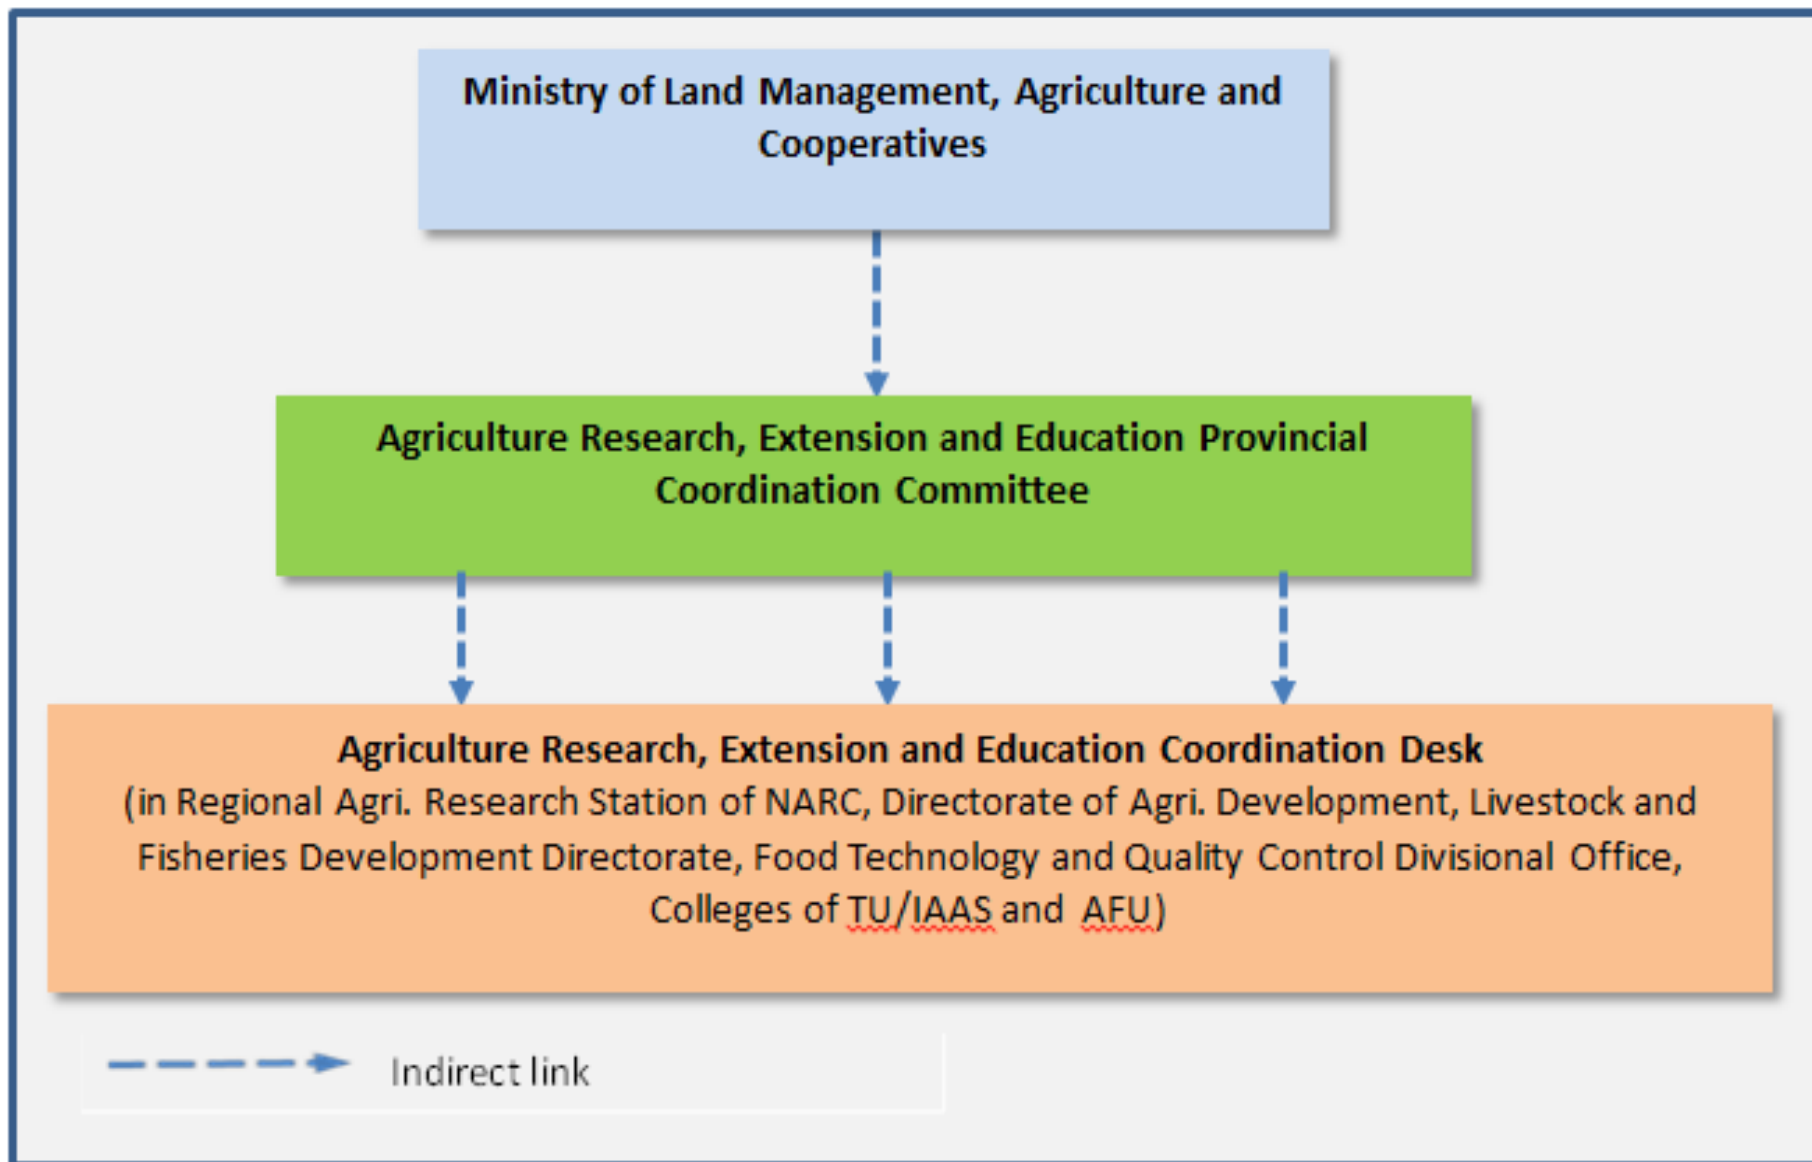 Ministry of Land Management, Agriculture and
Cooperatives
Agriculture Research, Extension and Education Provincial
Coordination Committee
Agriculture Research, Extension and Education Coordination Desk
(in Regional Agri. Research Station of NARC, Directorate of Agri. Development, Livestock and
Fisheries Development Directorate, Food Technology and Quality Control Divisional Office,
Colleges of TU/IAAS and AFU)
Indirect link